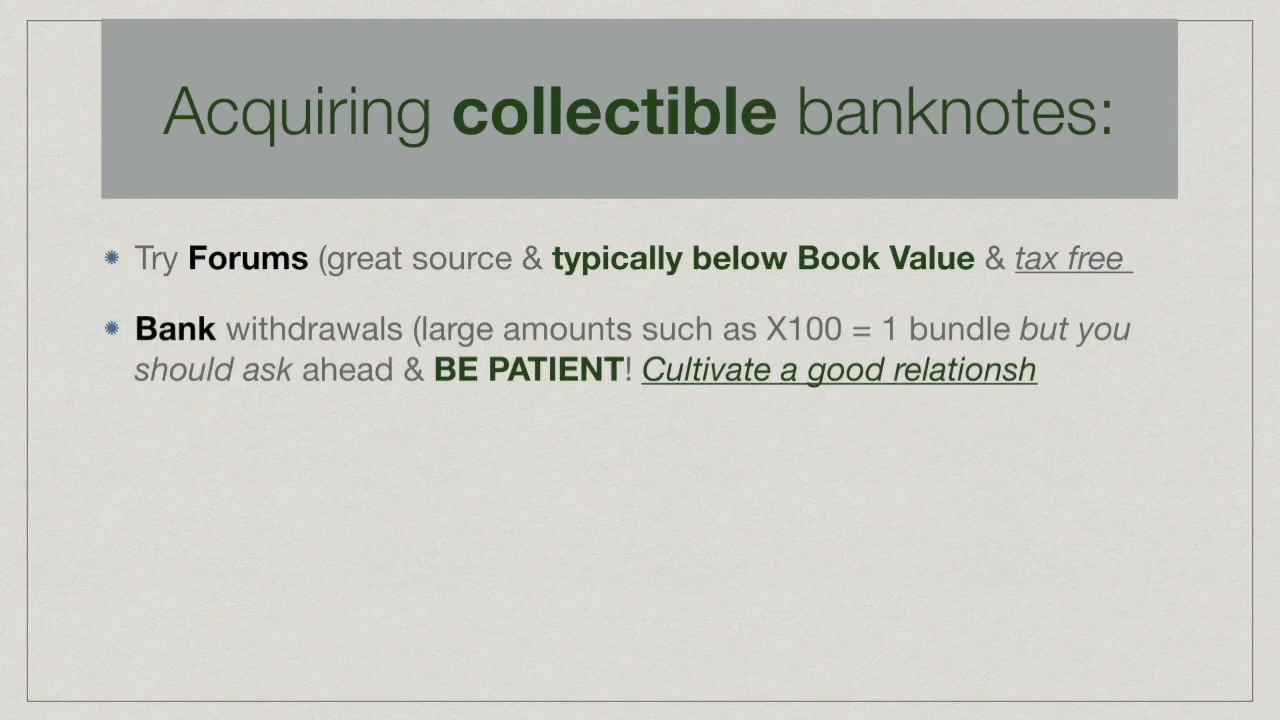 Acquiring collectible banknotes:
Try Forums (great source & typically below Book Value & tax free
Bank withdrawals (large amounts such as X100 = 1 bundle but you
should ask ahead & BE PATIENT! Cultivate a good relationsh